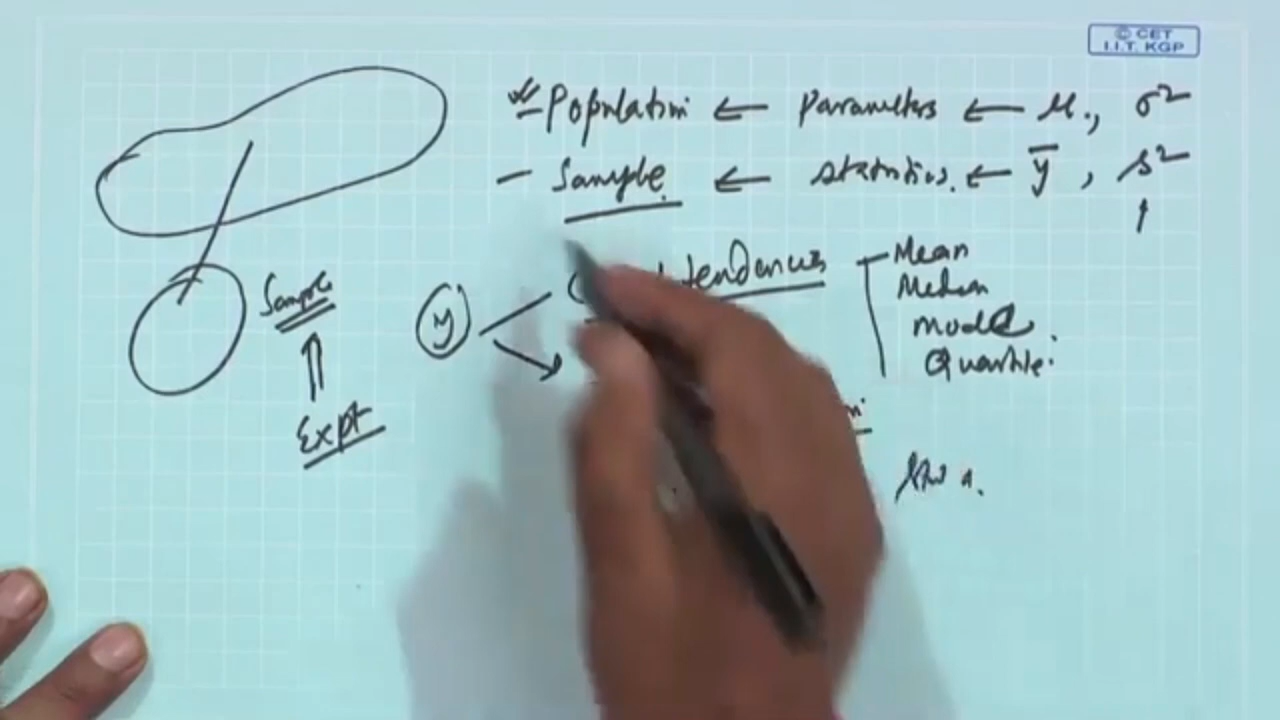 © CET
I.I.T. KGP
Population ← parameters ← μ, σ²
- Sample ← statistics. ← y̅, s²
Sample
Expt
y
tendencies
Mean
Median
Mode
Quartile.